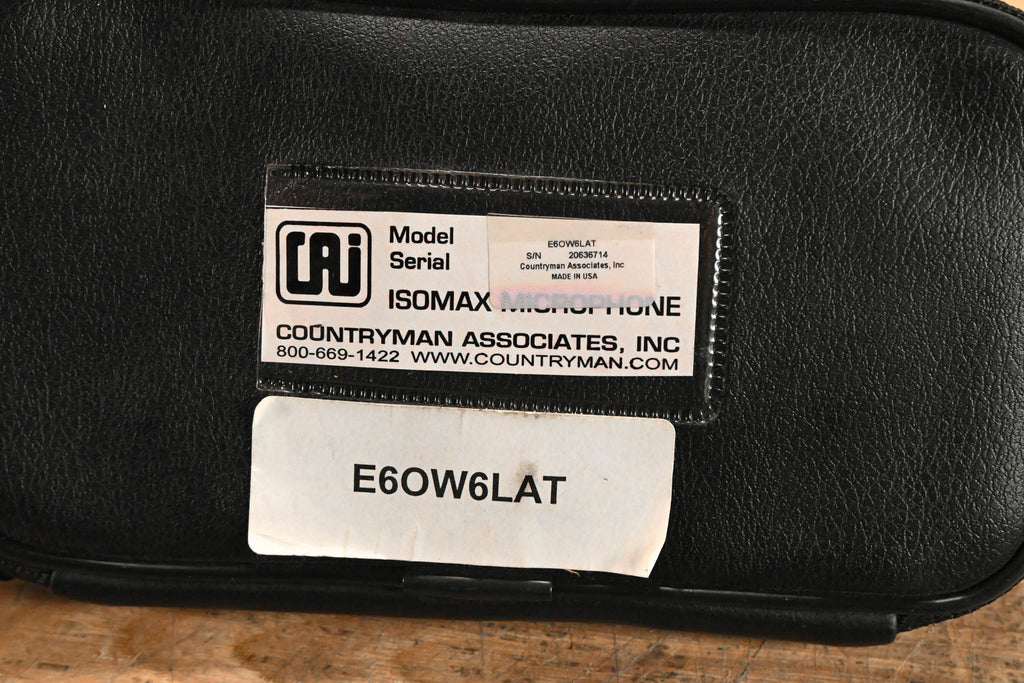 CAi
Model
Serial
E6OW6LAT
S/N 20636714
Countryman Associates, Inc
MADE IN USA
ISOMAX MICROPHONE
COUNTRYMAN ASSOCIATES, INC
800-669-1422 WWW.COUNTRYMAN.COM
E6OW6LAT